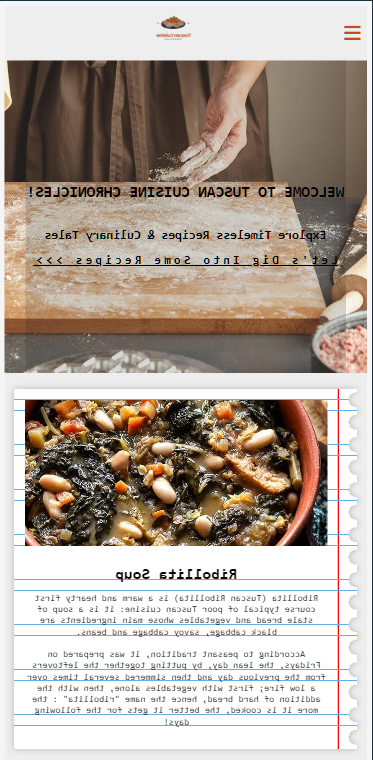 Tuscan Cuisine
WELCOME TO TUSCAN CUISINE CHRONICLES!
Explore Timeless Recipes & Culinary Tales
Let's Dig Into Some Recipes >>>
Ribollita Soup
Ribollita (Tuscan Ribollita) is a warm and hearty first
course typical of poor Tuscan cuisine: it is a soup of
stale bread and vegetables whose main ingredients are
black cabbage, savoy cabbage and beans.
According to peasant tradition, it was prepared on
Fridays, the lean day, by putting together the leftovers
from the previous day and then simmered several times over
a low fire; first with vegetables alone, then with the
addition of hard bread, hence the name "ribollita" : the
more it is cooked, the better it gets for the following
days!